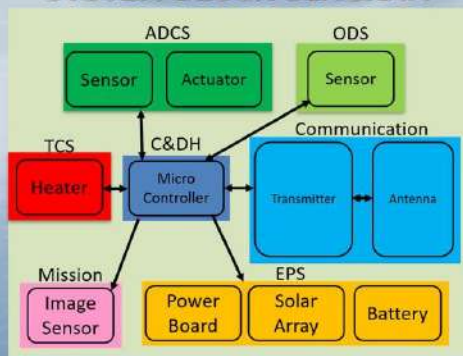 ADCS
ODS
Sensor
Actuator
Sensor
Communication
TCS
C&DH
Heater
Micro
Controller
Transmitter
Antenna
Mission
EPS
Image
Sensor
Power
Board
Solar
Array
Battery